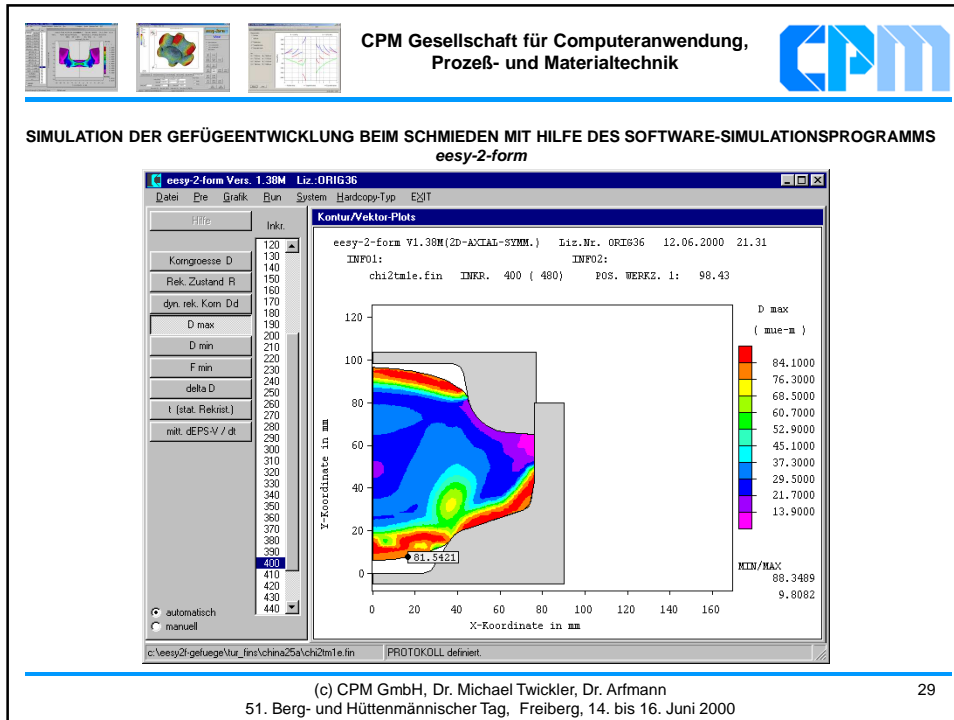 CPM Gesellschaft für Computeranwendung,
Prozeß- und Materialtechnik
CPM
SIMULATION DER GEFÜGEENTWICKLUNG BEIM SCHMIEDEN MIT HILFE DES SOFTWARE-SIMULATIONSPROGRAMMS
eesy-2-form
eesy-2-form Vers. 1.38M Liz.:ORIG36
Datei Pre Grafik Run System Hardcopy-Typ EXIT
Hilfe
Inkr.
Korngroesse D
Rek. Zustand R
dyn. rek. Korn Dd
D max
D min
F min
delta D
t (stat. Rekrist.)
mitt. dEPS-V / dt
120
130
140
150
160
170
180
190
200
210
220
230
240
250
260
270
280
290
300
310
320
330
340
350
360
370
380
390
400
410
420
430
440
automatisch
manuell
Kontur/Vektor-Plots
eesy-2-form V1.38M(2D-AXIAL-SYMM.) Liz.Nr. ORIG36 12.06.2000 21.31
INFO1: INFO2:
chi2tm1e.fin INKR. 400 ( 480) POS. WERKZ. 1: 98.43
D max
( mue-m )
84.1000
76.3000
68.5000
60.7000
52.9000
45.1000
37.3000
29.5000
21.7000
13.9000
MIN/MAX
88.3489
9.8082
Y-Koordinate in mm
120
100
80
60
40
20
0
81.5421
0 20 40 60 80 100 120 140 160
X-Koordinate in mm
c:\eesy2f-gefuege\tur_fins\china25a\chi2tm1e.fin PROTOKOLL definiert.
(c) CPM GmbH, Dr. Michael Twickler, Dr. Arfmann
51. Berg- und Hüttenmännischer Tag, Freiberg, 14. bis 16. Juni 2000
29